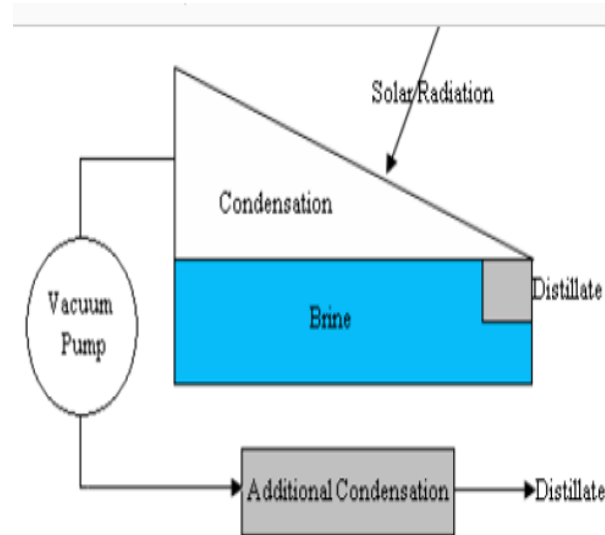 Solar Radiation
Condensation
Distillate
Brine
Vacuum
Pump
Additional Condensation
Distillate